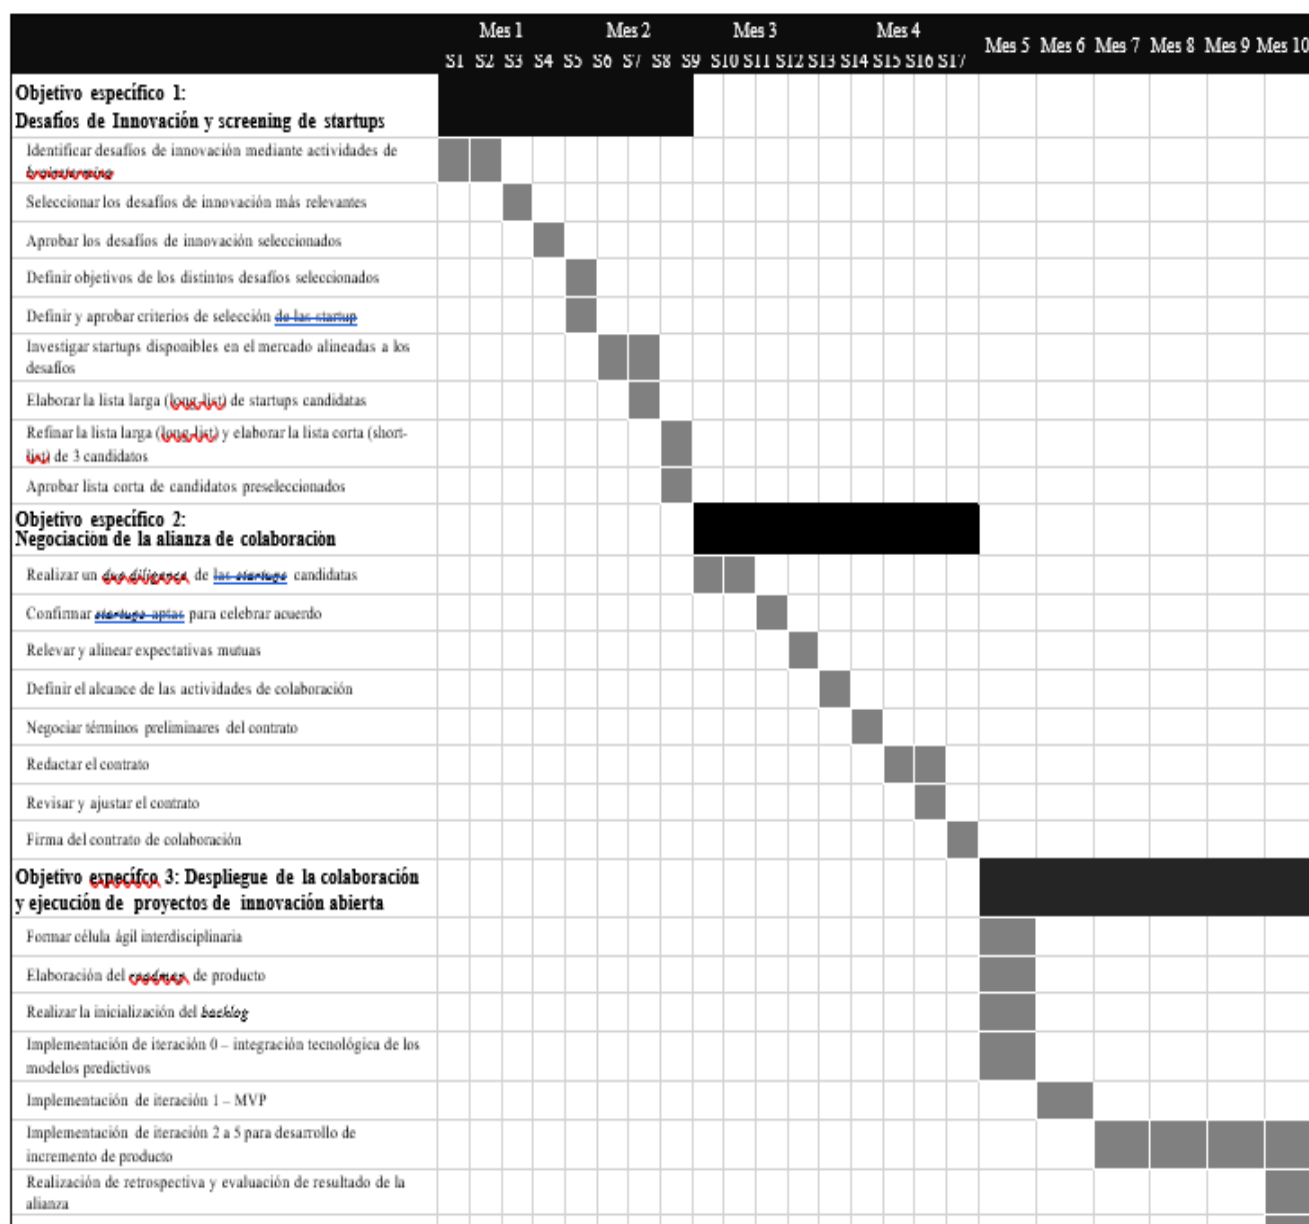 Mes 1 Mes 2 Mes 3 Mes 4 Mes 5 Mes 6 Mes 7 Mes 8 Mes 9 Mes 10
S1 S2 S3 S4 S5 S6 S7 S8 S9 S10 S11 S12 S13 S14 S15 S16 S17
Objetivo específico 1:
Desafíos de Innovación y screening de startups
Identificar desafíos de innovación mediante actividades de
brainstorming
Seleccionar los desafíos de innovación más relevantes
Aprobar los desafíos de innovación seleccionados
Definir objetivos de los distintos desafíos seleccionados
Definir y aprobar criterios de selección de las startup
Investigar startups disponibles en el mercado alineadas a los
desafíos
Elaborar la lista larga (long-list) de startups candidatas
Refinar la lista larga (long-list) y elaborar la lista corta (short-
list) de 3 candidatos
Aprobar lista corta de candidatos preseleccionados
Objetivo específico 2:
Negociación de la alianza de colaboración
Realizar un due diligence de las startups candidatas
Confirmar startups aptas para celebrar acuerdo
Relevar y alinear expectativas mutuas
Definir el alcance de las actividades de colaboración
Negociar términos preliminares del contrato
Redactar el contrato
Revisar y ajustar el contrato
Firma del contrato de colaboración
Objetivo específco 3: Despliegue de la colaboración
y ejecución de proyectos de innovación abierta
Formar célula ágil interdisciplinaria
Elaboración del roadmap de producto
Realizar la inicialización del backlog
Implementación de iteración 0 – integración tecnológica de los
modelos predictivos
Implementación de iteración 1 – MVP
Implementación de iteración 2 a 5 para desarrollo de
incremento de producto
Realización de retrospectiva y evaluación de resultado de la
alianza